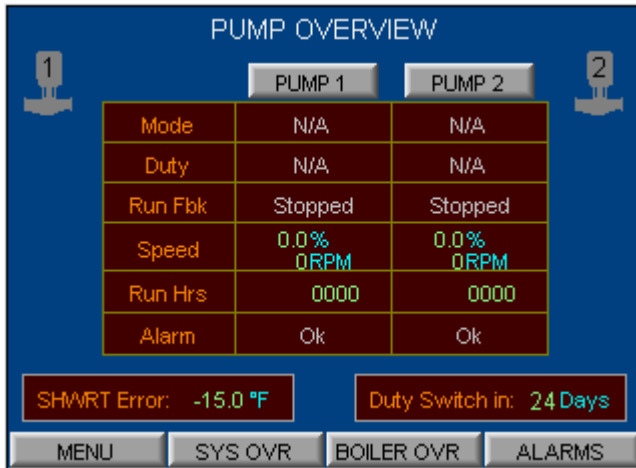 PUMP OVERVIEW
1
2
PUMP 1 PUMP 2
Mode N/A N/A
Duty N/A N/A
Run Fbk Stopped Stopped
Speed 0.0% 0.0%
0RPM 0RPM
Run Hrs 0000 0000
Alarm Ok Ok
SHWRT Error: -15.0 °F Duty Switch in: 24 Days
MENU SYS OVR BOILER OVR ALARMS